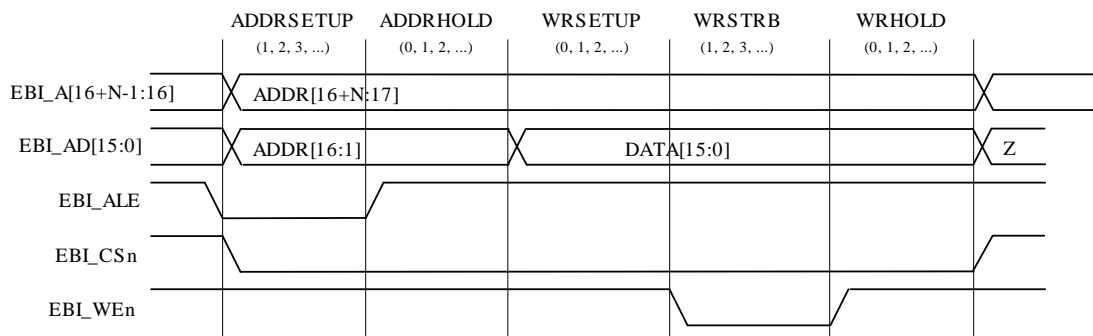 ADDRSETUP ADDRHOLD WRSETUP WRSTRB WRHOLD
(1, 2, 3, ...) (0, 1, 2, ...) (0, 1, 2, ...) (1, 2, 3, ...) (0, 1, 2, ...)
EBI_A[16+N-1:16] ADDR[16+N:17]
EBI_AD[15:0] ADDR[16:1] DATA[15:0] Z
EBI_ALE
EBI_CSn
EBI_WEn